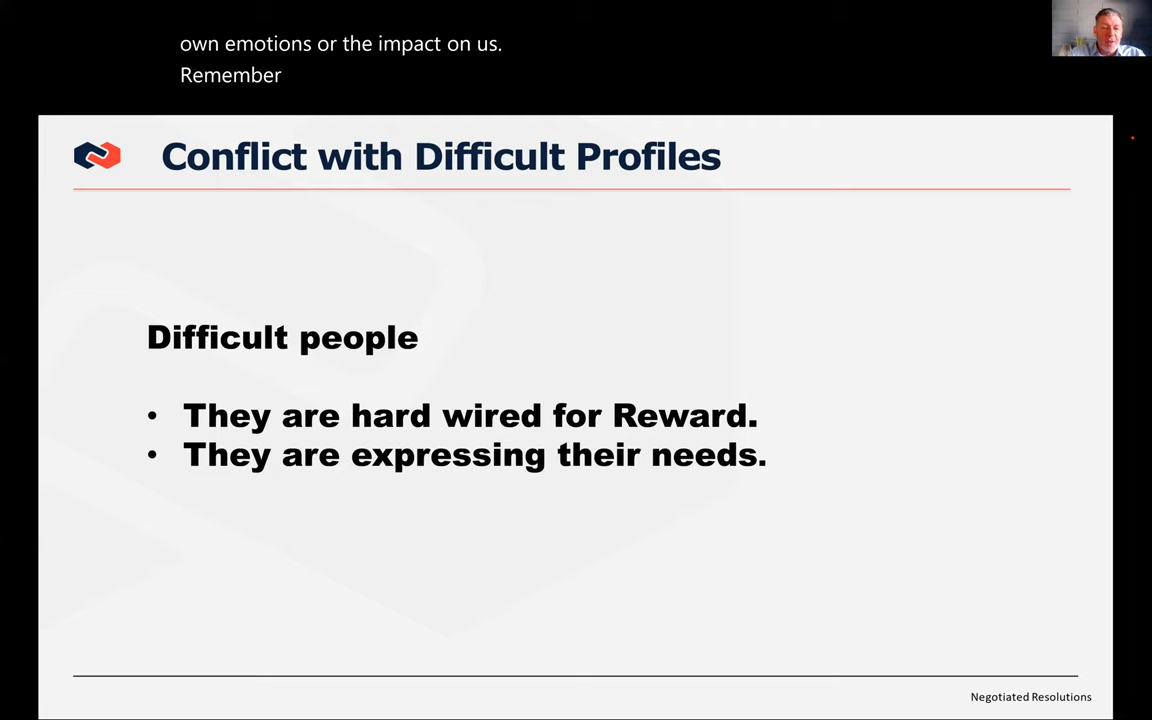 own emotions or the impact on us.
Remember
Conflict with Difficult Profiles
Difficult people
• They are hard wired for Reward.
• They are expressing their needs.
Negotiated Resolutions